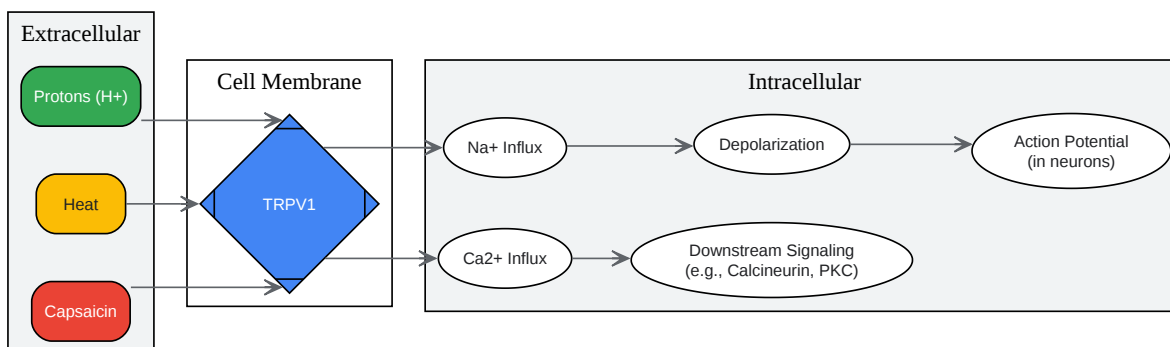 Extracellular
Protons (H+)
Heat
Capsaicin
Cell Membrane
TRPV1
Intracellular
Na+ Influx
Depolarization
Action Potential
(in neurons)
Ca2+ Influx
Downstream Signaling
(e.g., Calcineurin, PKC)